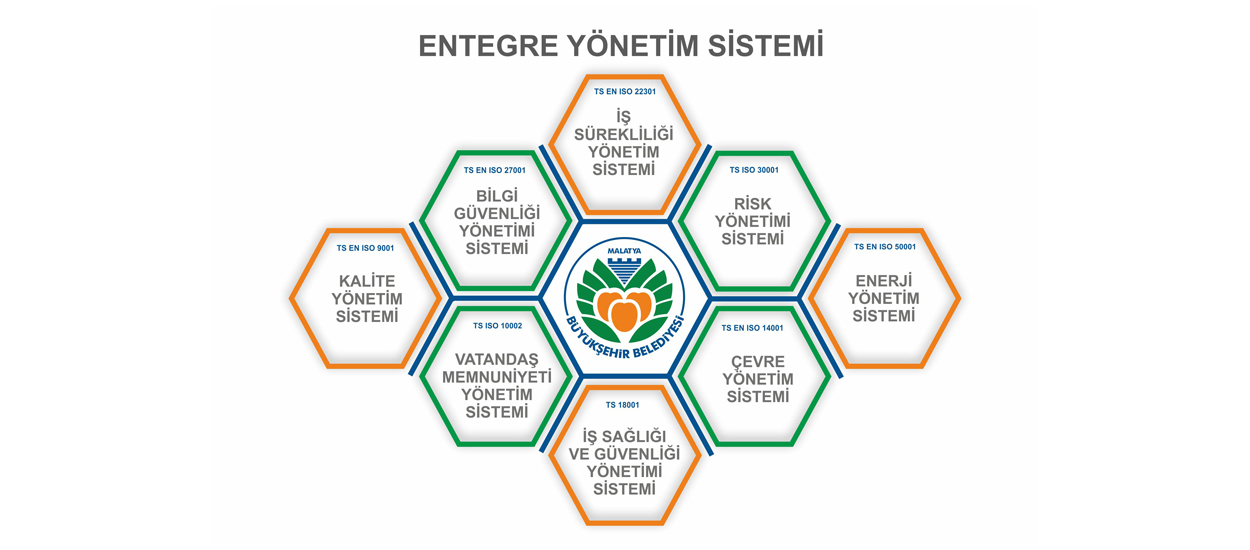 ENTEGRE YÖNETİM SİSTEMİ
TS EN ISO 22301
İŞ
SÜREKLİLİĞİ
YÖNETİM
SİSTEMİ
TS EN ISO 27001
BİLGİ
GÜVENLİĞİ
YÖNETİMİ
SİSTEMİ
TS ISO 30001
RİSK
YÖNETİMİ
SİSTEMİ
TS EN ISO 9001
KALİTE
YÖNETİM
SİSTEMİ
MALATYA
BÜYÜKŞEHİR BELEDİYESİ
TS EN ISO 50001
ENERJİ
YÖNETİM
SİSTEMİ
TS ISO 10002
VATANDAŞ
MEMNUNİYETİ
YÖNETİM
SİSTEMİ
TS EN ISO 14001
ÇEVRE
YÖNETİM
SİSTEMİ
TS 18001
İŞ SAĞLIĞI
VE GÜVENLİĞİ
YÖNETİMİ
SİSTEMİ